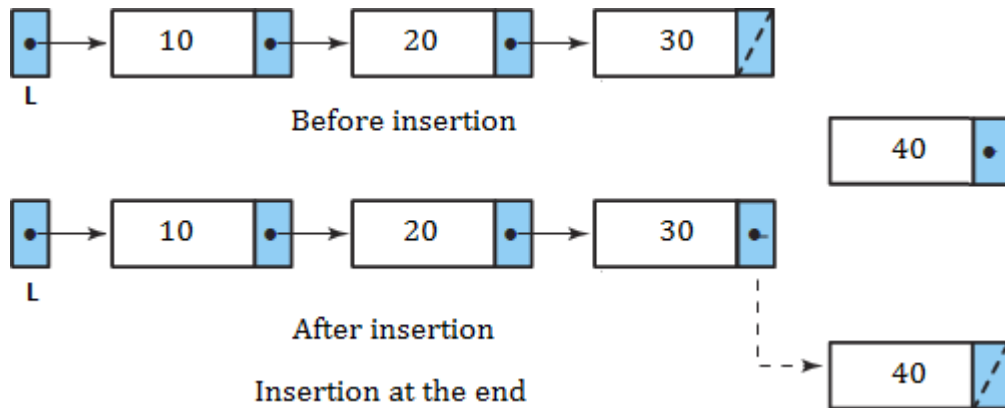 10 20 30
L
Before insertion
40
10 20 30
L
After insertion
40
Insertion at the end